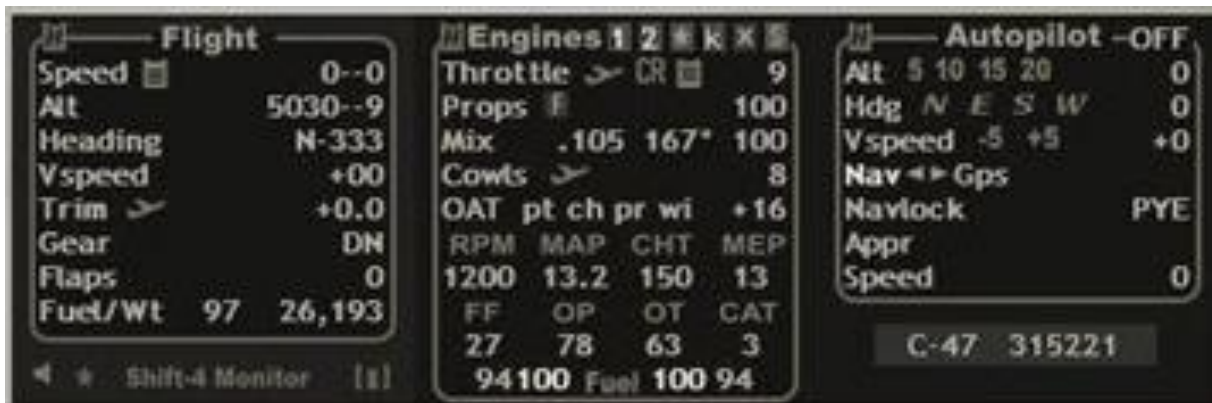 Flight
Speed 0--0
Alt 5030--9
Heading N-333
Vspeed +00
Trim +0.0
Gear DN
Flaps 0
Fuel/Wt 97 26,193
Shift-4 Monitor
Engines 1 2 * k X S
Throttle CR 9
Props F 100
Mix .105 167° 100
Cowls 8
OAT pt ch pr wi +16
RPM MAP CHT MEP
1200 13.2 150 13
FF OP OT CAT
27 78 63 3
94 100 Fuel 100 94
Autopilot -OFF
Alt 5 10 15 20 0
Hdg N E S W 0
Vspeed -5 +5 +0
Nav ◄► Gps
Navlock PYE
Appr
Speed 0
C-47 315221